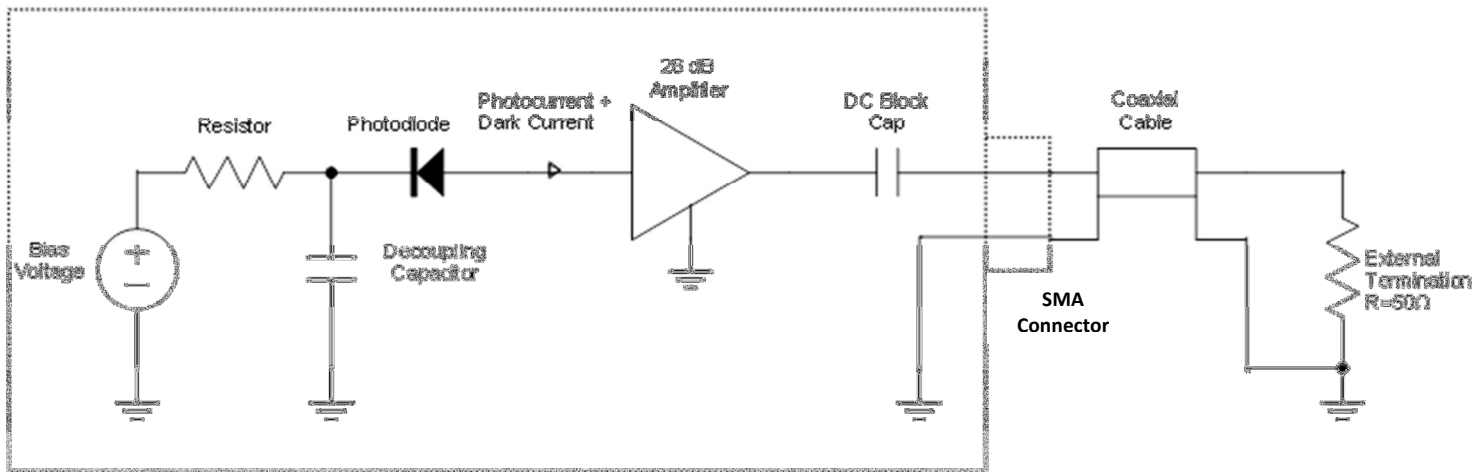 28 dB
Amplifier
Photocurrent +
Dark Current
DC Block
Cap
Coaxial
Cable
Resistor
Photodiode
Bias
Voltage
+
−
Decoupling
Capacitor
SMA
Connector
External
Termination
R=50Ω